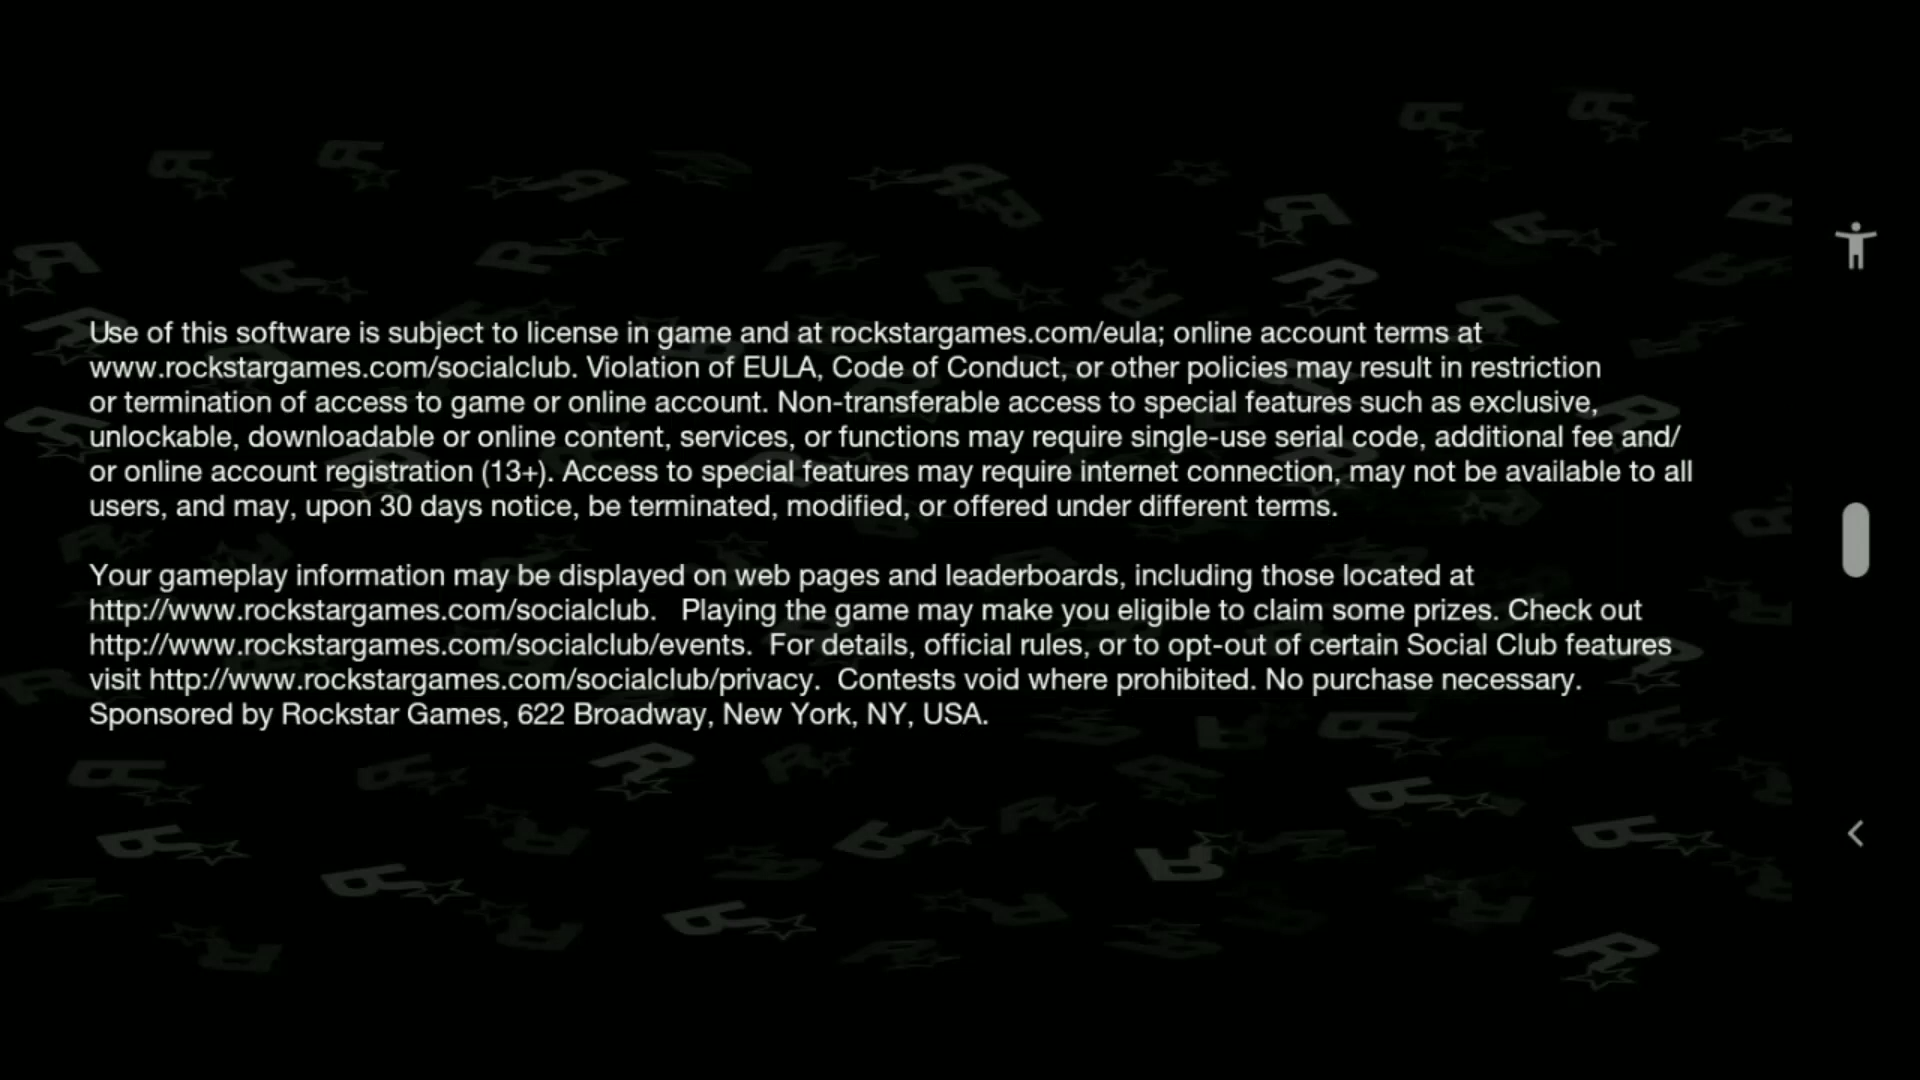 Use of this software is subject to license in game and at rockstargames.com/eula; online account terms at
www.rockstargames.com/socialclub. Violation of EULA, Code of Conduct, or other policies may result in restriction
or termination of access to game or online account. Non-transferable access to special features such as exclusive,
unlockable, downloadable or online content, services, or functions may require single-use serial code, additional fee and/
or online account registration (13+). Access to special features may require internet connection, may not be available to all
users, and may, upon 30 days notice, be terminated, modified, or offered under different terms.
Your gameplay information may be displayed on web pages and leaderboards, including those located at
http://www.rockstargames.com/socialclub.   Playing the game may make you eligible to claim some prizes. Check out
http://www.rockstargames.com/socialclub/events.  For details, official rules, or to opt-out of certain Social Club features
visit http://www.rockstargames.com/socialclub/privacy.  Contests void where prohibited. No purchase necessary.
Sponsored by Rockstar Games, 622 Broadway, New York, NY, USA.